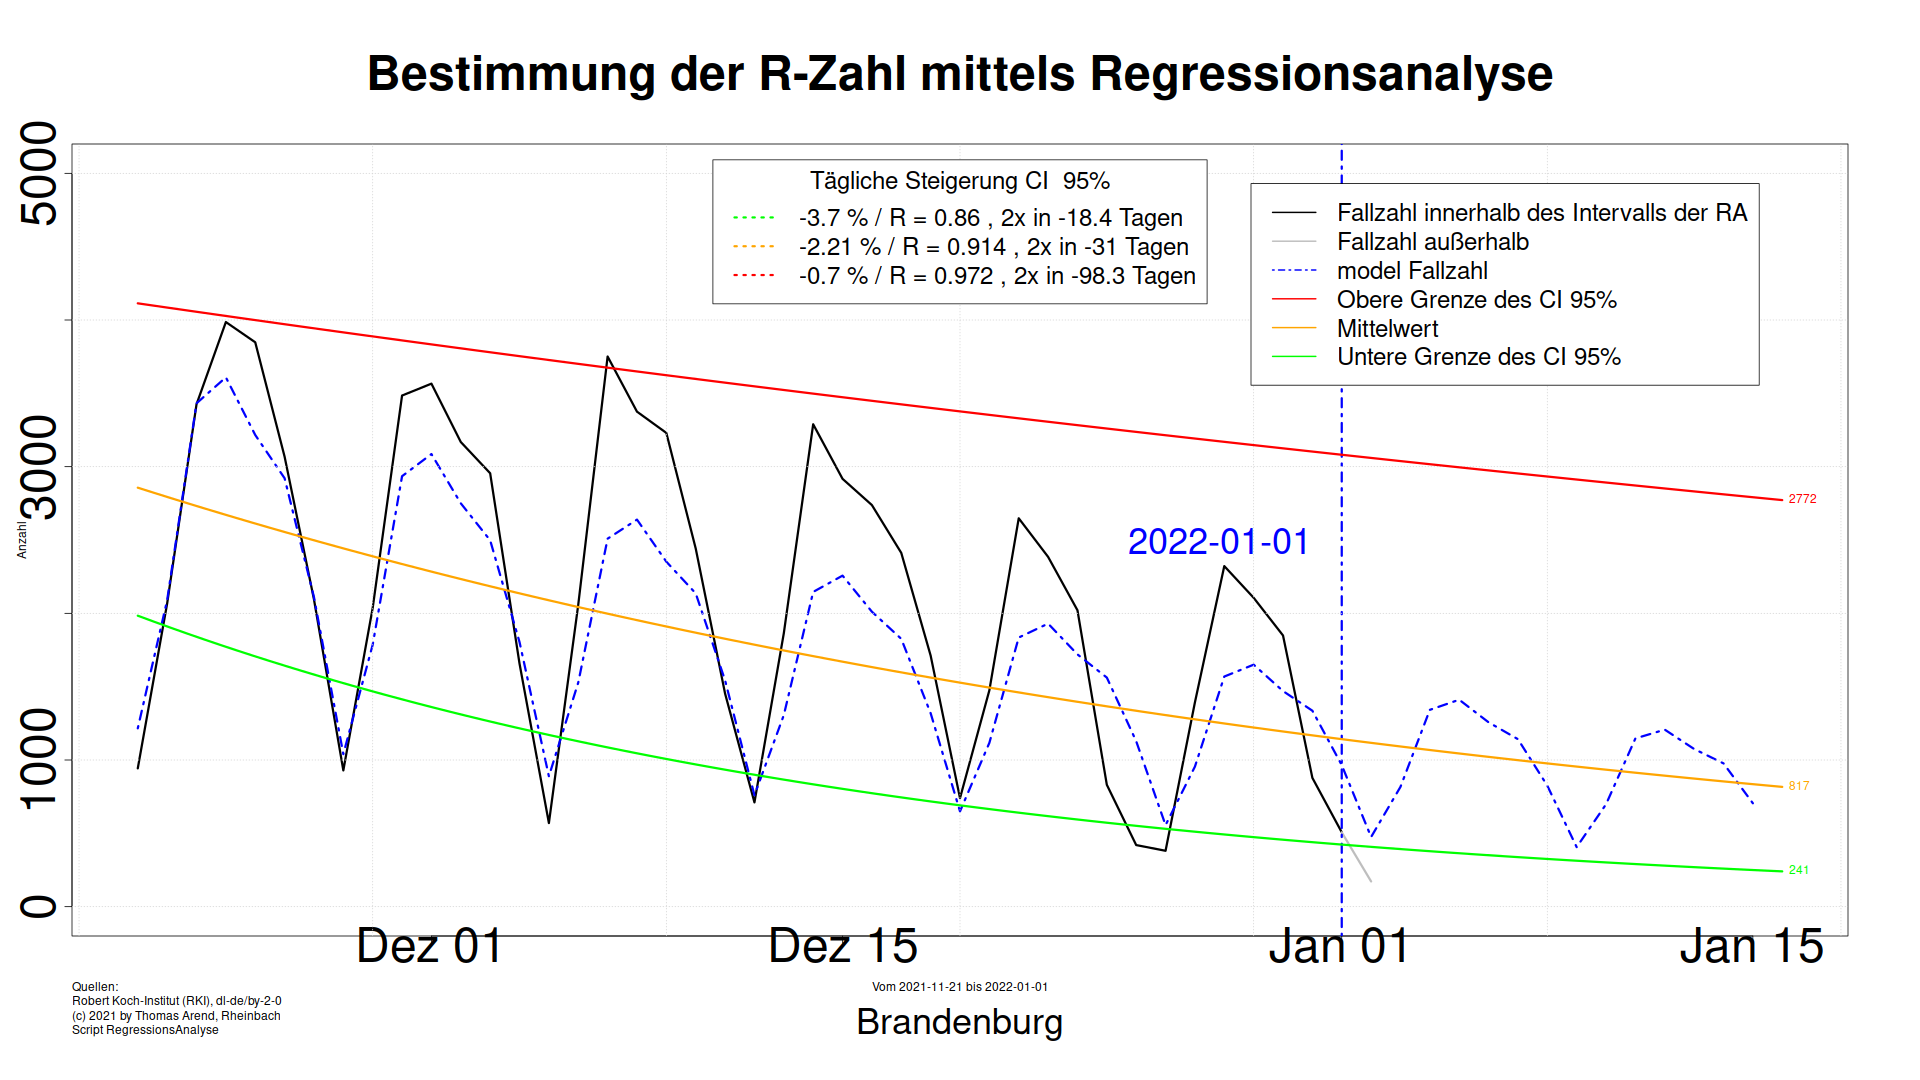 Bestimmung der R-Zahl mittels Regressionsanalyse
5000
3000
1000
0
Anzahl
Tägliche Steigerung CI  95%
-3.7 % / R = 0.86 , 2x in -18.4 Tagen
-2.21 % / R = 0.914 , 2x in -31 Tagen
-0.7 % / R = 0.972 , 2x in -98.3 Tagen
Fallzahl innerhalb des Intervalls der RA
Fallzahl außerhalb
model Fallzahl
Obere Grenze des CI 95%
Mittelwert
Untere Grenze des CI 95%
2022-01-01
2772
817
241
Dez 01
Dez 15
Jan 01
Jan 15
Quellen:
Robert Koch-Institut (RKI), dl-de/by-2-0
(c) 2021 by Thomas Arend, Rheinbach
Script RegressionsAnalyse
Vom 2021-11-21 bis 2022-01-01
Brandenburg